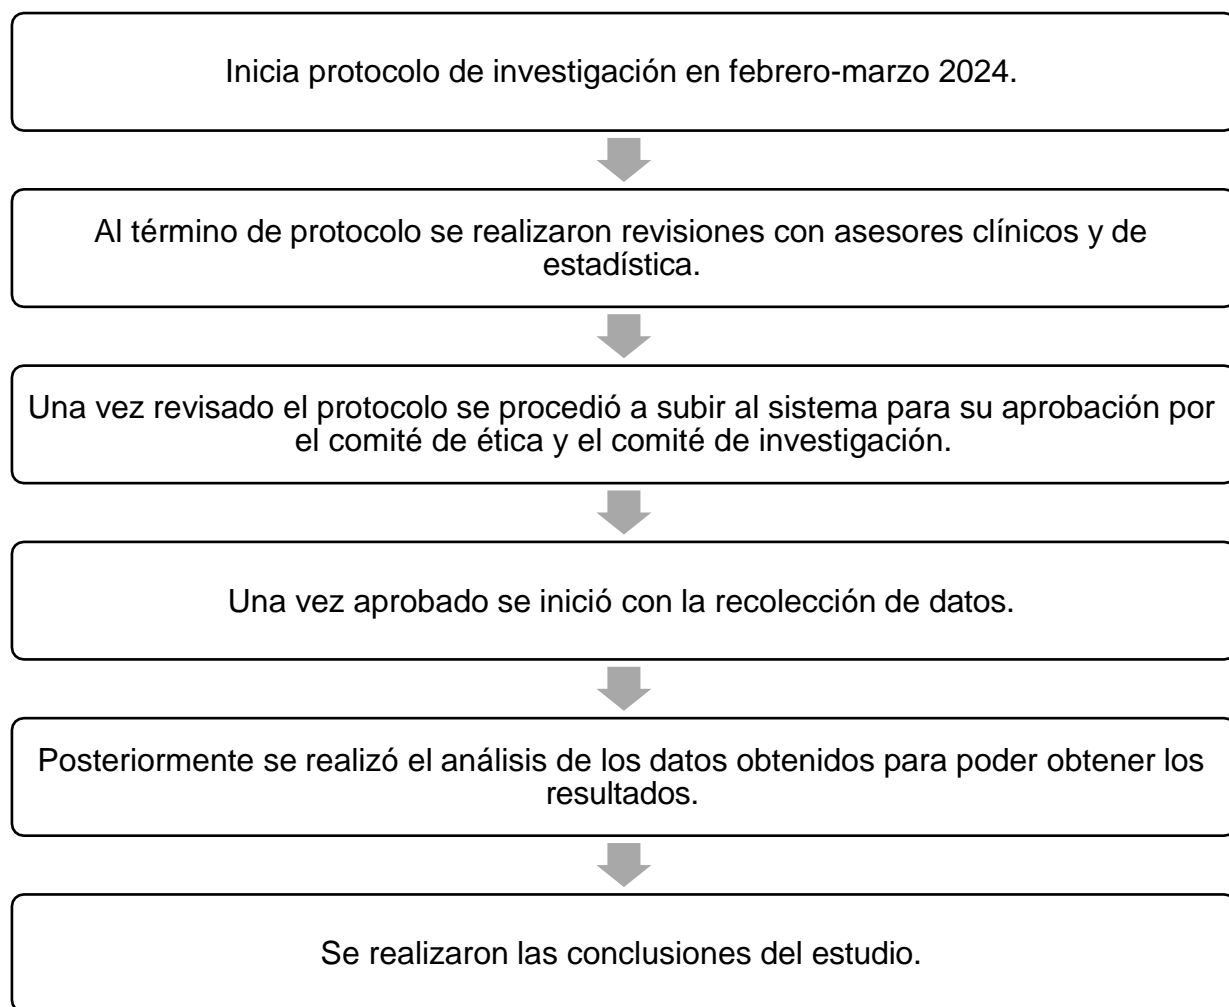 Inicia protocolo de investigación en febrero-marzo 2024.
Al término de protocolo se realizaron revisiones con asesores clínicos y de
estadística.
Una vez revisado el protocolo se procedió a subir al sistema para su aprobación por
el comité de ética y el comité de investigación.
Una vez aprobado se inició con la recolección de datos.
Posteriormente se realizó el análisis de los datos obtenidos para poder obtener los
resultados.
Se realizaron las conclusiones del estudio.